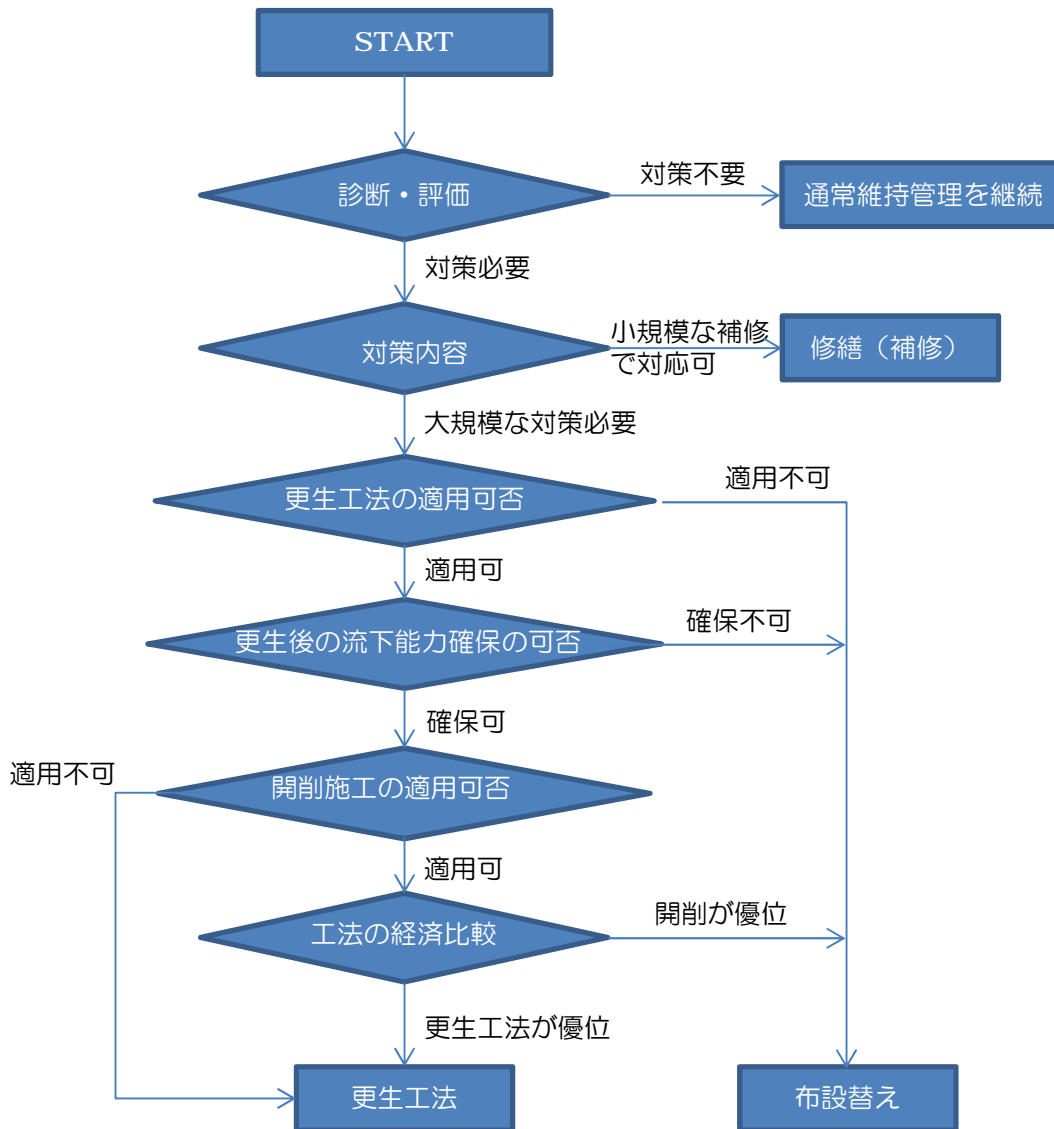 START
診断・評価
対策不要
通常維持管理を継続
対策必要
対策内容
小規模な補修
で対応可
修繕（補修）
大規模な対策必要
更生工法の適用可否
適用不可
適用可
更生後の流下能力確保の可否
確保不可
確保可
適用不可
開削施工の適用可否
適用可
工法の経済比較
開削が優位
更生工法が優位
更生工法
布設替え